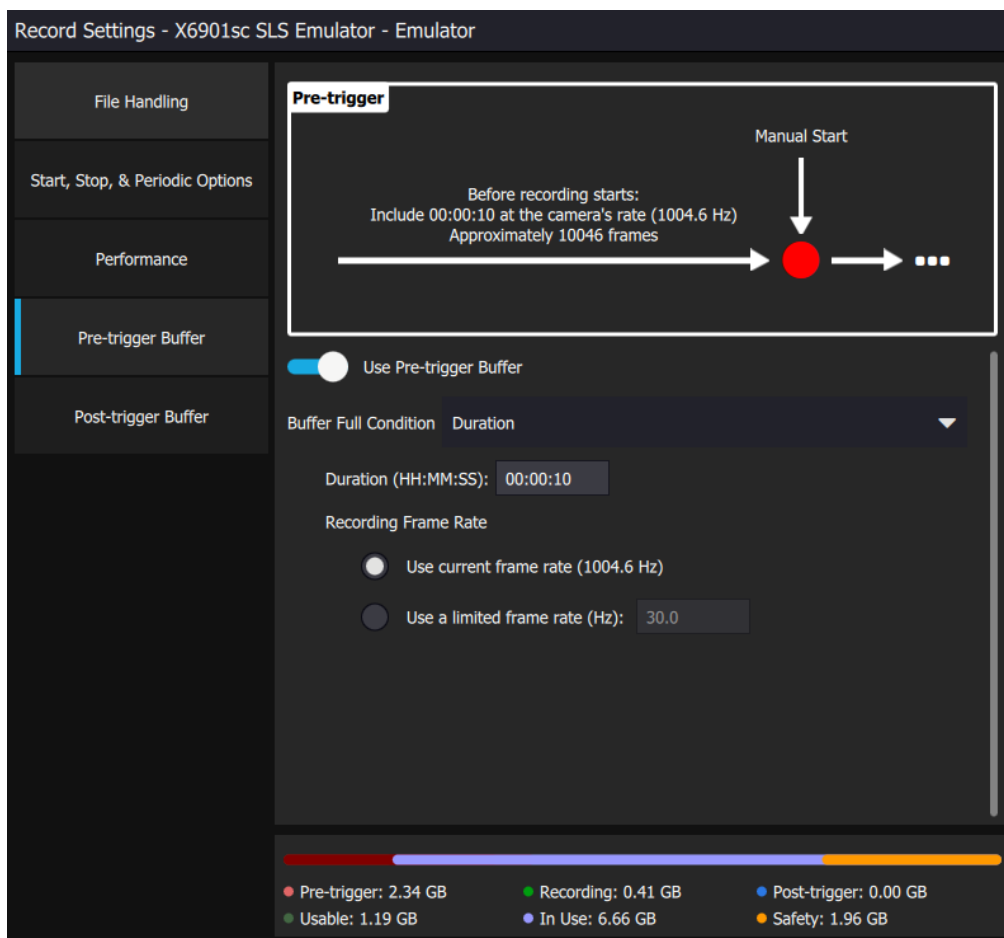 Record Settings - X6901sc SLS Emulator - Emulator
File Handling
Start, Stop, & Periodic Options
Performance
Pre-trigger Buffer
Post-trigger Buffer
Pre-trigger
Manual Start
Before recording starts:
Include 00:00:10 at the camera's rate (1004.6 Hz)
Approximately 10046 frames
Use Pre-trigger Buffer
Buffer Full Condition Duration
Duration (HH:MM:SS): 00:00:10
Recording Frame Rate
Use current frame rate (1004.6 Hz)
Use a limited frame rate (Hz): 30.0
Pre-trigger: 2.34 GB Recording: 0.41 GB Post-trigger: 0.00 GB
Usable: 1.19 GB In Use: 6.66 GB Safety: 1.96 GB